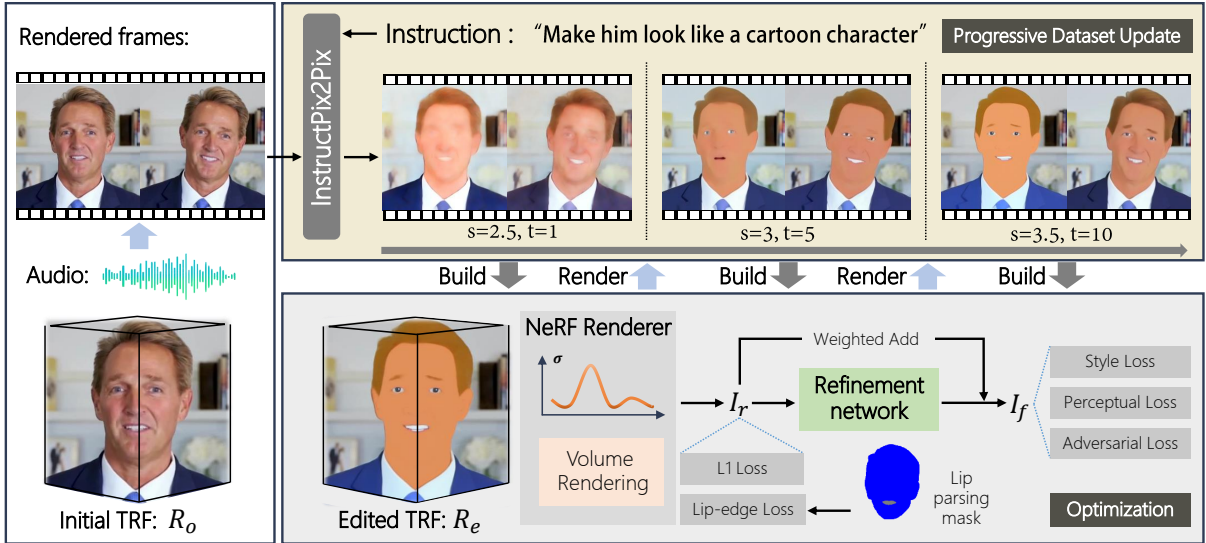 Rendered frames:
Audio:
Initial TRF: R_o
InstructPix2Pix
Instruction : “Make him look like a cartoon character”
Progressive Dataset Update
s=2.5, t=1
s=3, t=5
s=3.5, t=10
Build
Render
Build
Render
Build
Edited TRF: R_e
NeRF Renderer
σ
Volume
Rendering
I_r
Weighted Add
Refinement
network
I_f
L1 Loss
Lip-edge Loss
Lip
parsing
mask
Style Loss
Perceptual Loss
Adversarial Loss
Optimization